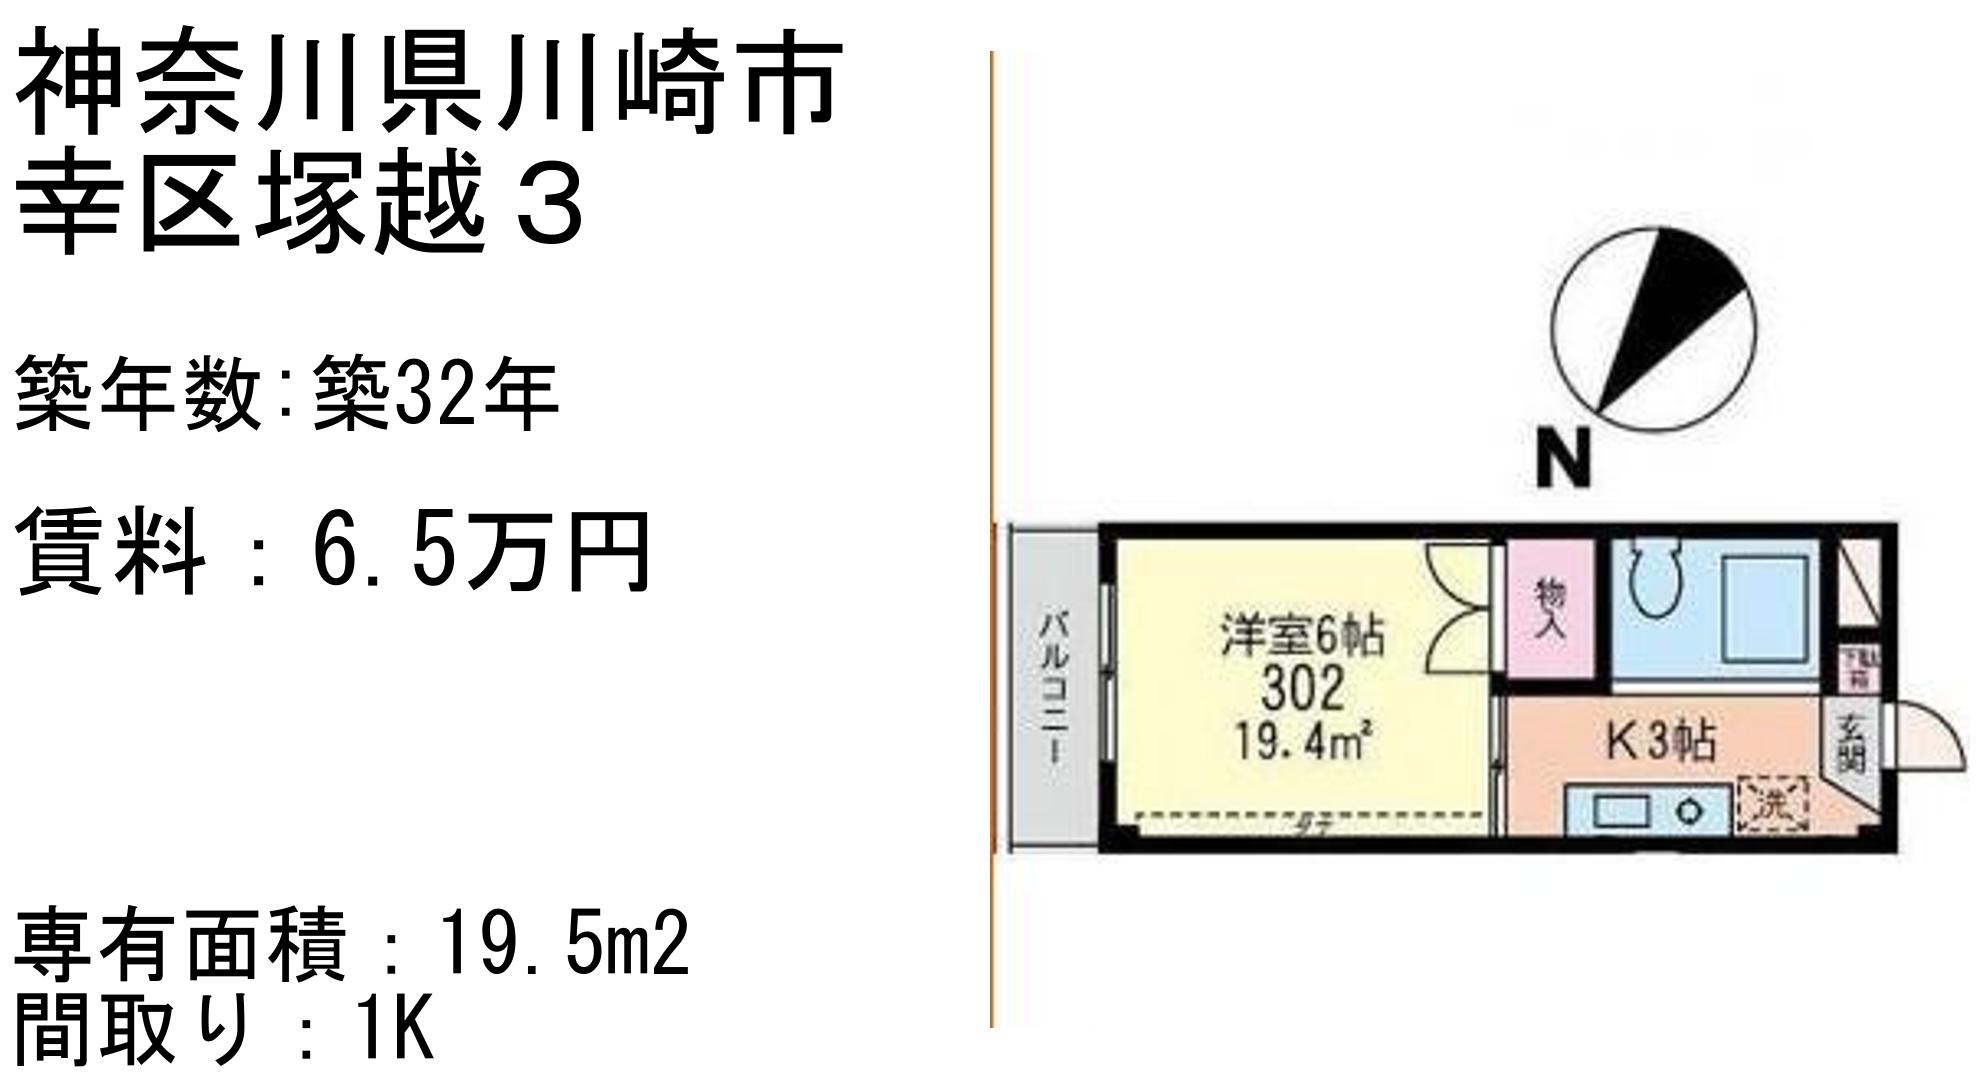 神奈川県川崎市
幸区塚越３
築年数:築32年
賃料：6.5万円
専有面積：19.5m2
間取り：1K
N
バルコニー
洋室6帖
302
19.4㎡
タナ
物入
K3帖
洗
下駄箱
玄関